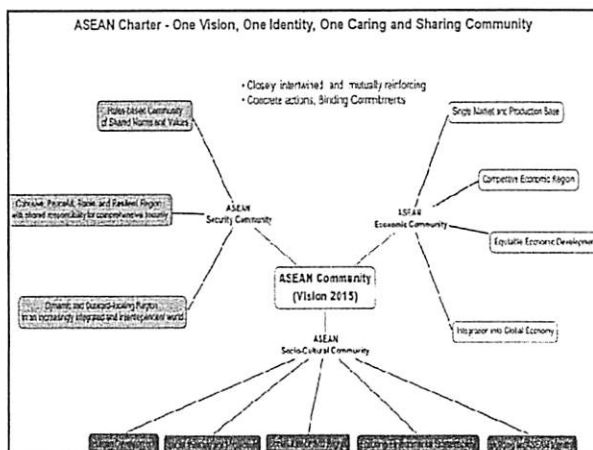 ASEAN Charter - One Vision, One Identity, One Caring and Sharing Community
• Closely intertwined and mutually reinforcing
• Concrete actions, Binding Commitments
Rules-based Community
of Shared Norms and Values
Single Market and Production Base
Competitive Economic Region
Cohesive, Peaceful, Stable, and Resilient Region
with shared responsibility for comprehensive security
ASEAN
Security Community
ASEAN
Economic Community
Equitable Economic Development
ASEAN Community
(Vision 2015)
Dynamic and Outward-looking Region
in an increasingly integrated and interdependent world
Integration into Global Economy
ASEAN
Socio-Cultural Community